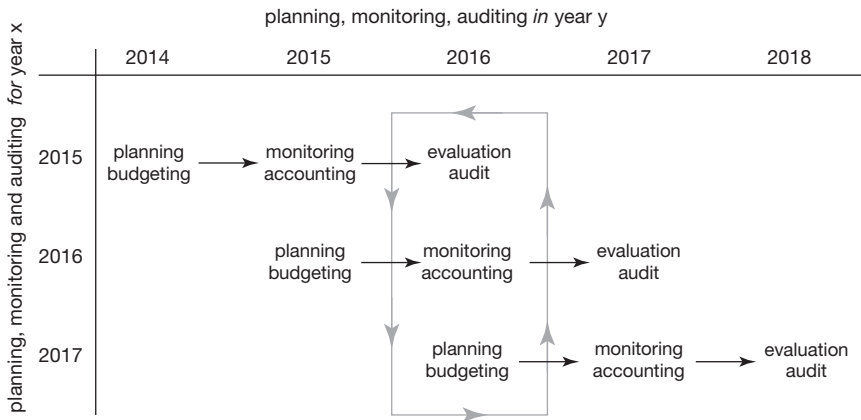 planning, monitoring, auditing in year y
planning, monitoring and auditing for year x
2014 2015 2016 2017 2018
2015
planning
budgeting
monitoring
accounting
evaluation
audit
2016
planning
budgeting
monitoring
accounting
evaluation
audit
2017
planning
budgeting
monitoring
accounting
evaluation
audit